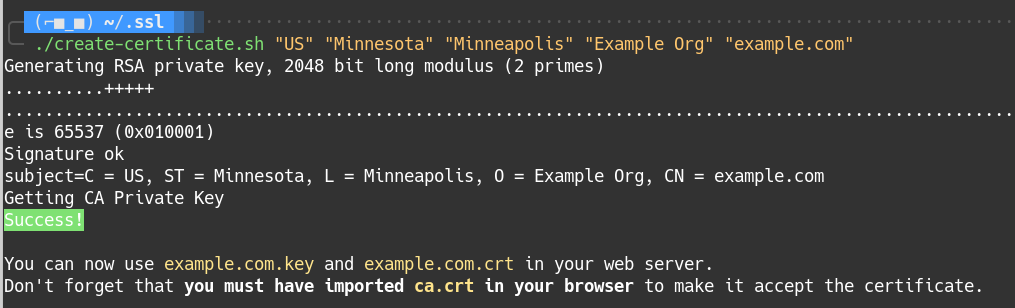 (⌐■_■) ~/.ssl
./create-certificate.sh "US" "Minnesota" "Minneapolis" "Example Org" "example.com"
Generating RSA private key, 2048 bit long modulus (2 primes)
..........+++++
.....................................................................................................
e is 65537 (0x010001)
Signature ok
subject=C = US, ST = Minnesota, L = Minneapolis, O = Example Org, CN = example.com
Getting CA Private Key
Success!
You can now use example.com.key and example.com.crt in your web server.
Don't forget that you must have imported ca.crt in your browser to make it accept the certificate.